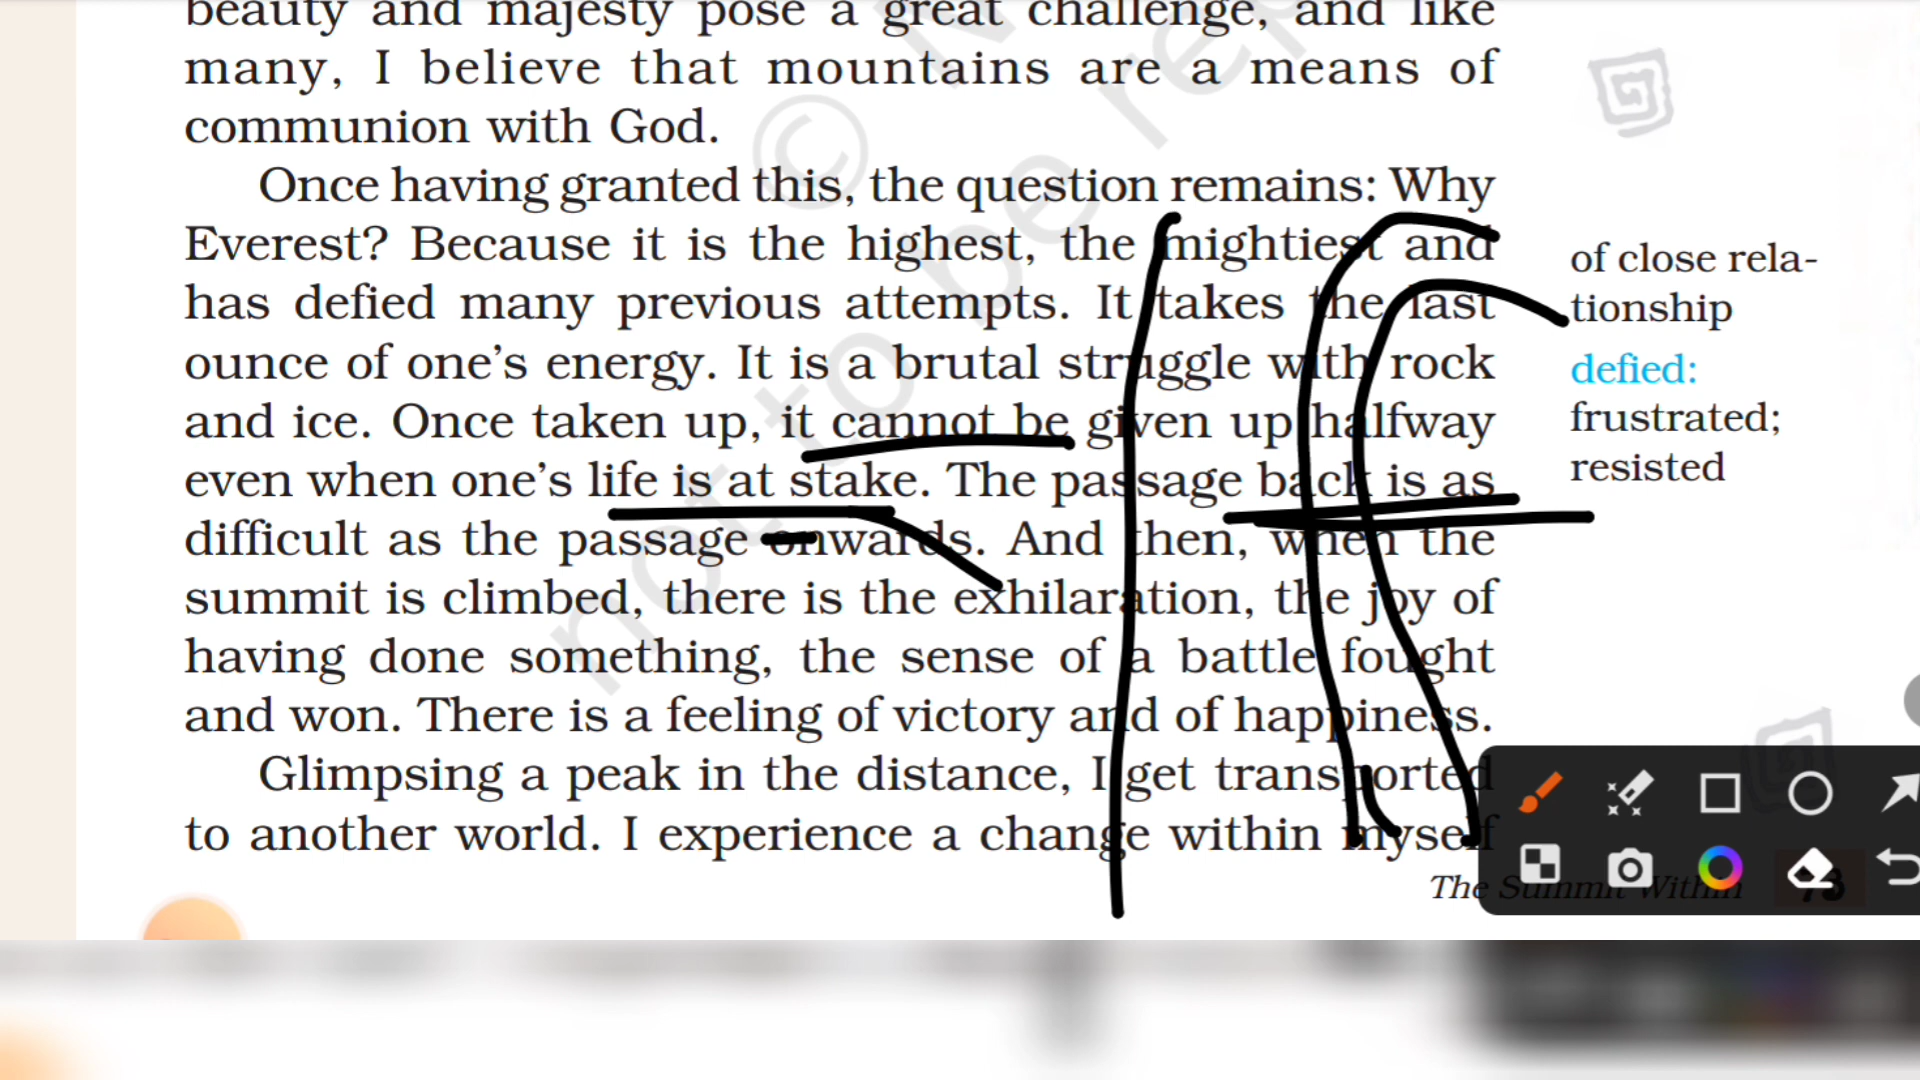 beauty and majesty pose a great challenge, and like
many, I believe that mountains are a means of
communion with God.
Once having granted this, the question remains: Why
Everest? Because it is the highest, the mightiest and
has defied many previous attempts. It takes the last
ounce of one's energy. It is a brutal struggle with rock
and ice. Once taken up, it cannot be given up halfway
even when one's life is at stake. The passage back is as
difficult as the passage onwards. And then, when the
summit is climbed, there is the exhilaration, the joy of
having done something, the sense of a battle fought
and won. There is a feeling of victory and of happiness.
Glimpsing a peak in the distance, I get transported
to another world. I experience a change within myself
of close rela-
tionship
defied:
frustrated;
resisted
The Summit Within
not to be rep
©